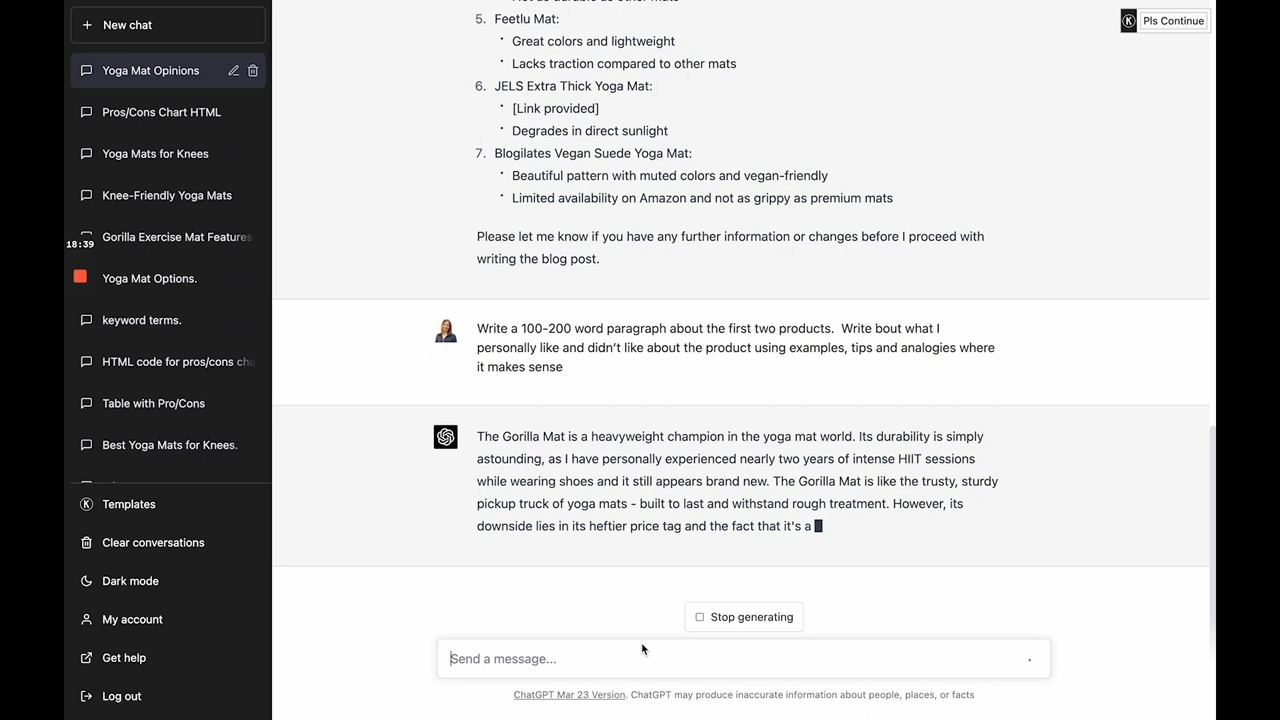 New chat
Yoga Mat Opinions
Pros/Cons Chart HTML
Yoga Mats for Knees
Knee-Friendly Yoga Mats
Gorilla Exercise Mat Features
18:39
Yoga Mat Options.
keyword terms.
HTML code for pros/cons cha
Table with Pro/Cons
Best Yoga Mats for Knees.
Templates
Clear conversations
Dark mode
My account
Get help
Log out
K Pls Continue
5. Feetlu Mat:
Great colors and lightweight
Lacks traction compared to other mats
6. JELS Extra Thick Yoga Mat:
[Link provided]
Degrades in direct sunlight
7. Blogilates Vegan Suede Yoga Mat:
Beautiful pattern with muted colors and vegan-friendly
Limited availability on Amazon and not as grippy as premium mats
Please let me know if you have any further information or changes before I proceed with
writing the blog post.
Write a 100-200 word paragraph about the first two products.  Write bout what I
personally like and didn't like about the product using examples, tips and analogies where
it makes sense
The Gorilla Mat is a heavyweight champion in the yoga mat world. Its durability is simply
astounding, as I have personally experienced nearly two years of intense HIIT sessions
while wearing shoes and it still appears brand new. The Gorilla Mat is like the trusty, sturdy
pickup truck of yoga mats - built to last and withstand rough treatment. However, its
downside lies in its heftier price tag and the fact that it's a
Stop generating
Send a message...
ChatGPT Mar 23 Version. ChatGPT may produce inaccurate information about people, places, or facts